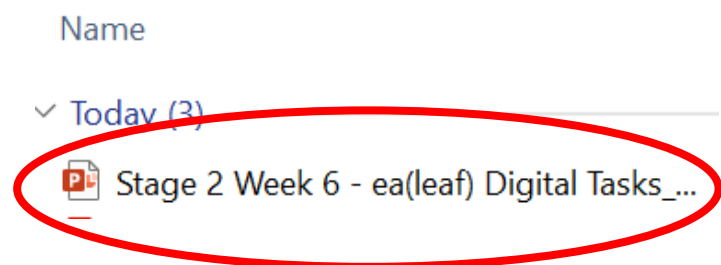 Name
Today (3)
Stage 2 Week 6 - ea(leaf) Digital Tasks_...